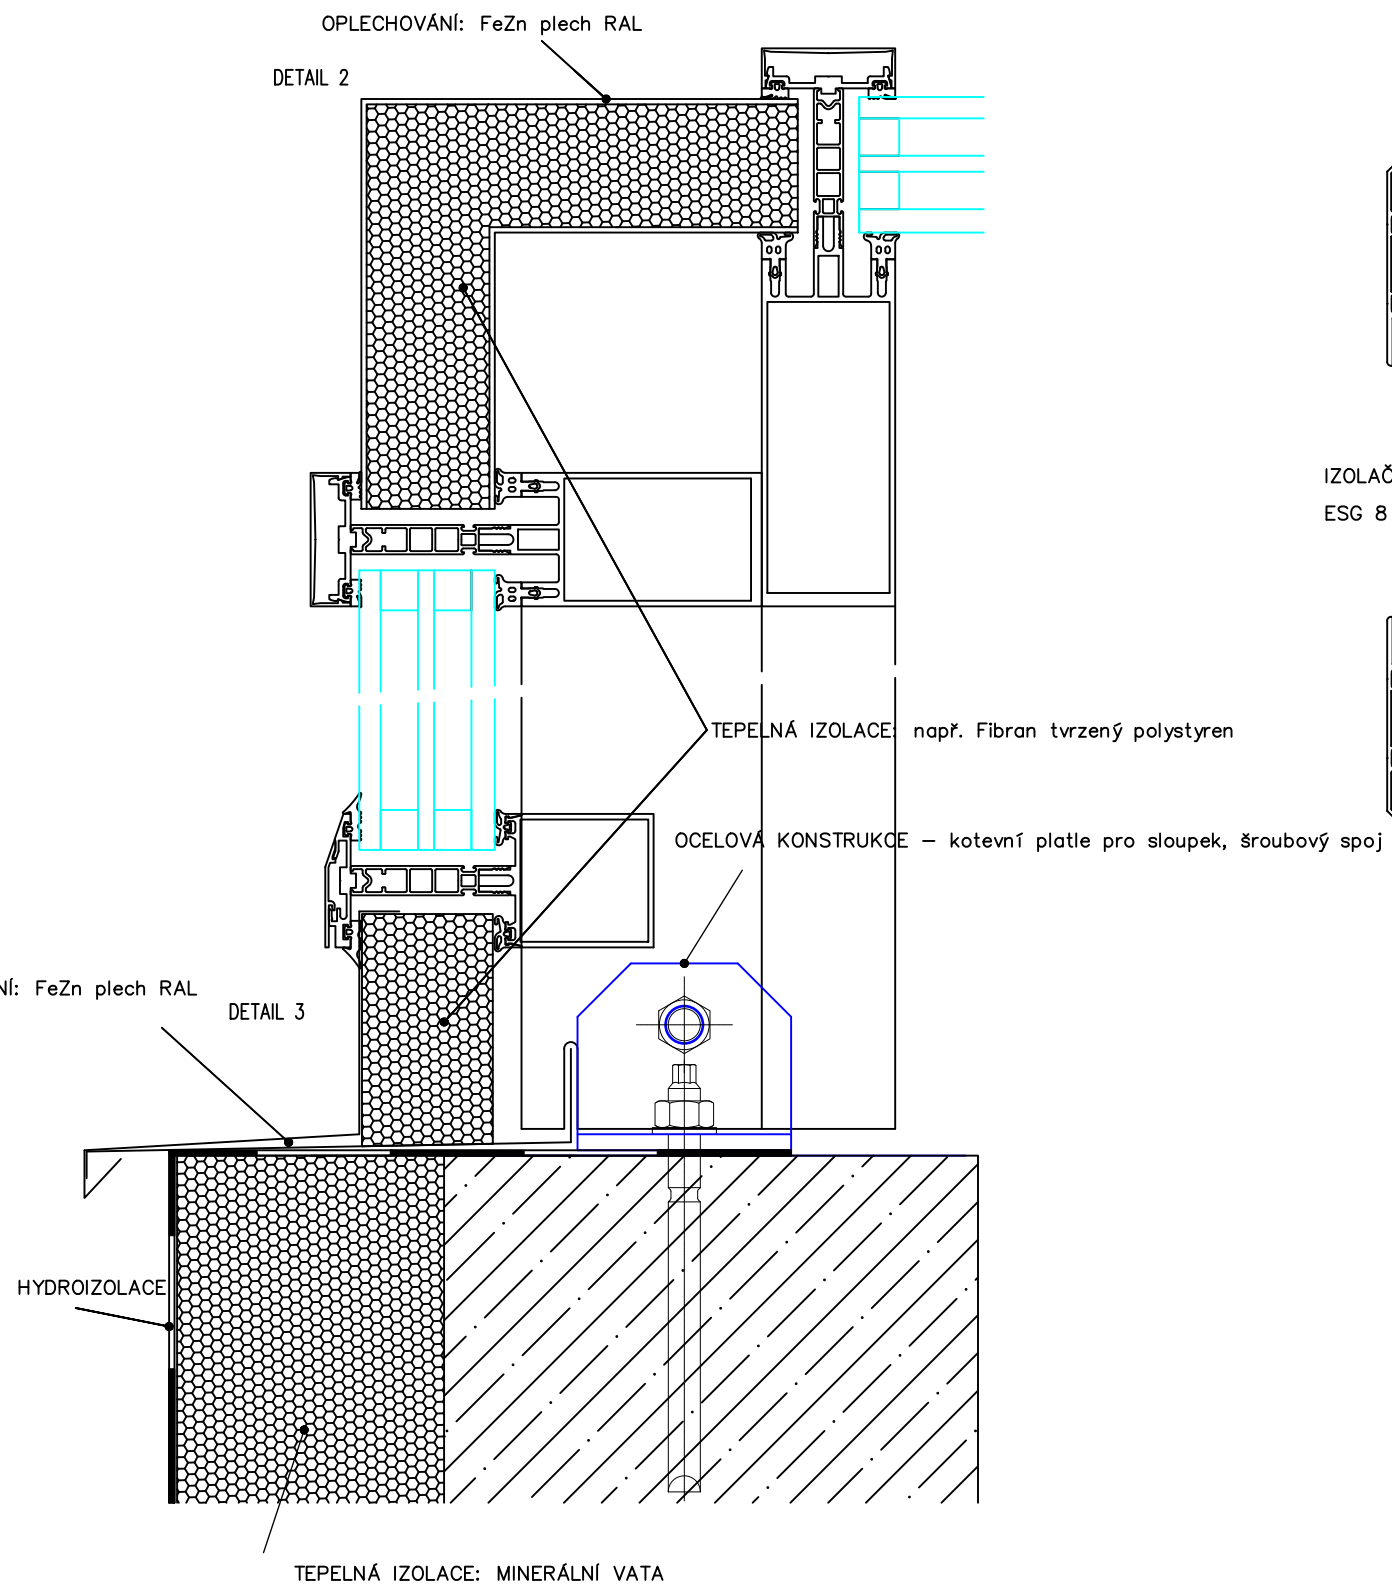 OPLECHOVÁNÍ: FeZn plech RAL
DETAIL 2
IZOLAČ
ESG 8
TEPELNÁ IZOLACE: např. Fibran tvrzený polystyren
OCELOVÁ KONSTRUKCE – kotevní platle pro sloupek, šroubový spoj
NÍ: FeZn plech RAL
DETAIL 3
HYDROIZOLACE
TEPELNÁ IZOLACE: MINERÁLNÍ VATA